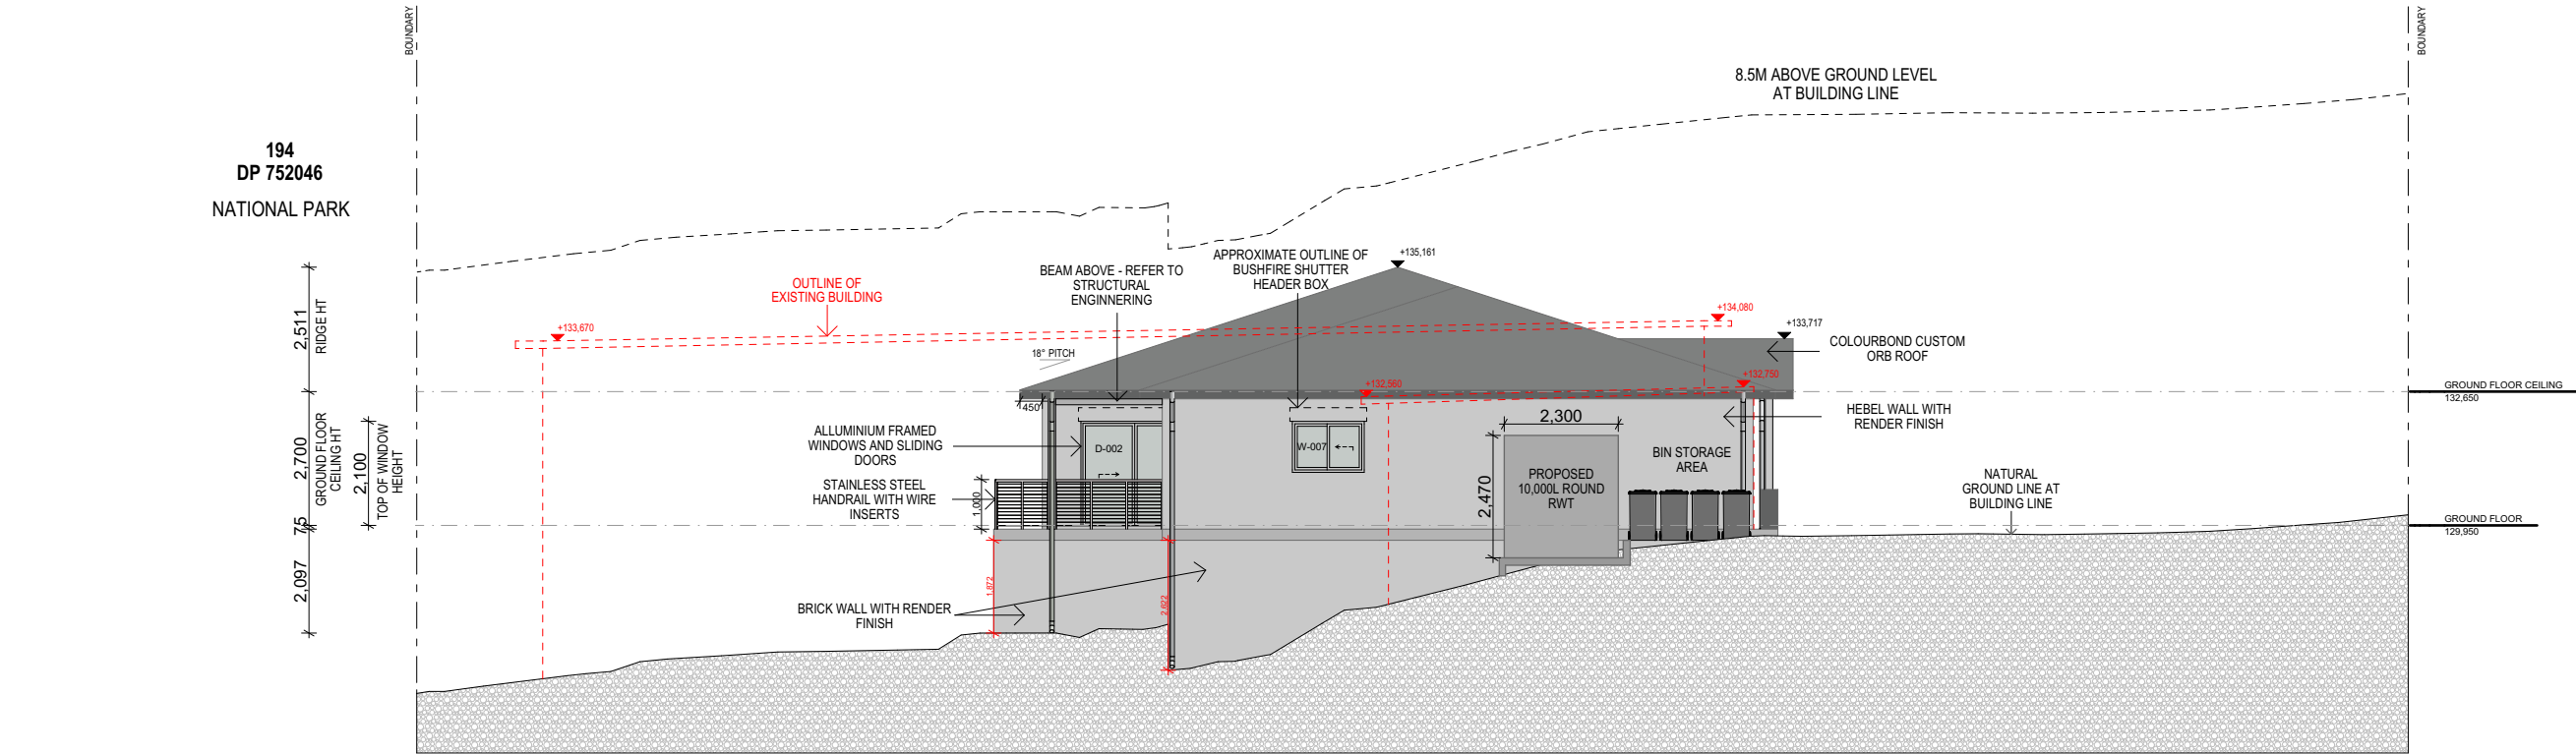 BOUNDARY
BOUNDARY
8.5M ABOVE GROUND LEVEL
AT BUILDING LINE
194
DP 752046
NATIONAL PARK
2,511
RIDGE HT
2,700
GROUND FLOOR
CEILING HT
2,100
TOP OF WINDOW
HEIGHT
75
2,097
OUTLINE OF
EXISTING BUILDING
+133,670
BEAM ABOVE - REFER TO
STRUCTURAL
ENGINNERING
APPROXIMATE OUTLINE OF
BUSHFIRE SHUTTER
HEADER BOX
+135,161
+134,080
+133,717
18° PITCH
COLOURBOND CUSTOM
ORB ROOF
+132,560
+132,750
450
GROUND FLOOR CEILING
132,650
ALLUMINIUM FRAMED
WINDOWS AND SLIDING
DOORS
D-002
W-007
2,300
HEBEL WALL WITH
RENDER FINISH
BIN STORAGE
AREA
STAINLESS STEEL
HANDRAIL WITH WIRE
INSERTS
1,000
2,470
PROPOSED
10,000L ROUND
RWT
NATURAL
GROUND LINE AT
BUILDING LINE
GROUND FLOOR
129,950
1,872
2,622
BRICK WALL WITH RENDER
FINISH